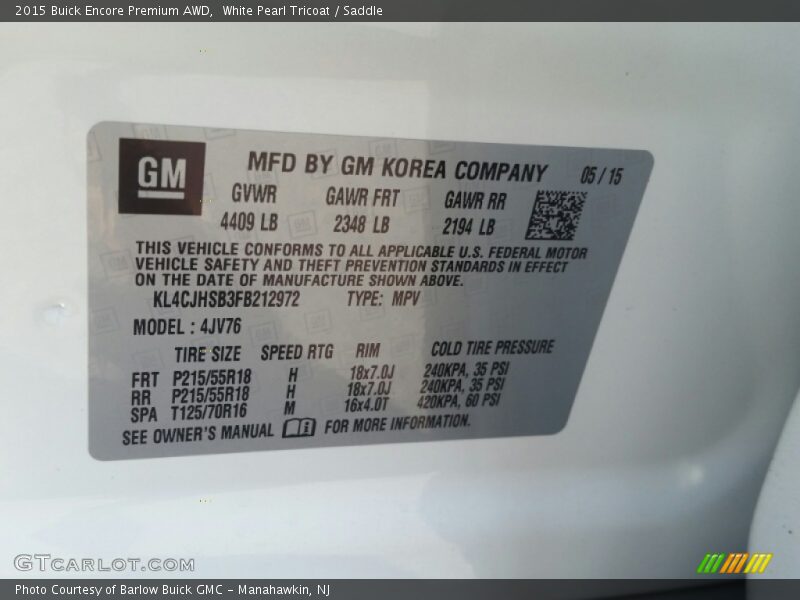 2015 Buick Encore Premium AWD,  White Pearl Tricoat / Saddle
GM
MFD BY GM KOREA COMPANY 05/15
GVWR GAWR FRT GAWR RR
4409 LB 2348 LB 2194 LB
THIS VEHICLE CONFORMS TO ALL APPLICABLE U.S. FEDERAL MOTOR
VEHICLE SAFETY AND THEFT PREVENTION STANDARDS IN EFFECT
ON THE DATE OF MANUFACTURE SHOWN ABOVE.
KL4CJHSB3FB212972 TYPE: MPV
MODEL : 4JV76
TIRE SIZE SPEED RTG RIM COLD TIRE PRESSURE
FRT P215/55R18 H 18x7.0J 240KPA, 35 PSI
RR P215/55R18 H 18x7.0J 240KPA, 35 PSI
SPA T125/70R16 M 16x4.0T 420KPA, 60 PSI
SEE OWNER'S MANUAL FOR MORE INFORMATION.
GTCARLOT.COM
Photo Courtesy of Barlow Buick GMC - Manahawkin, NJ